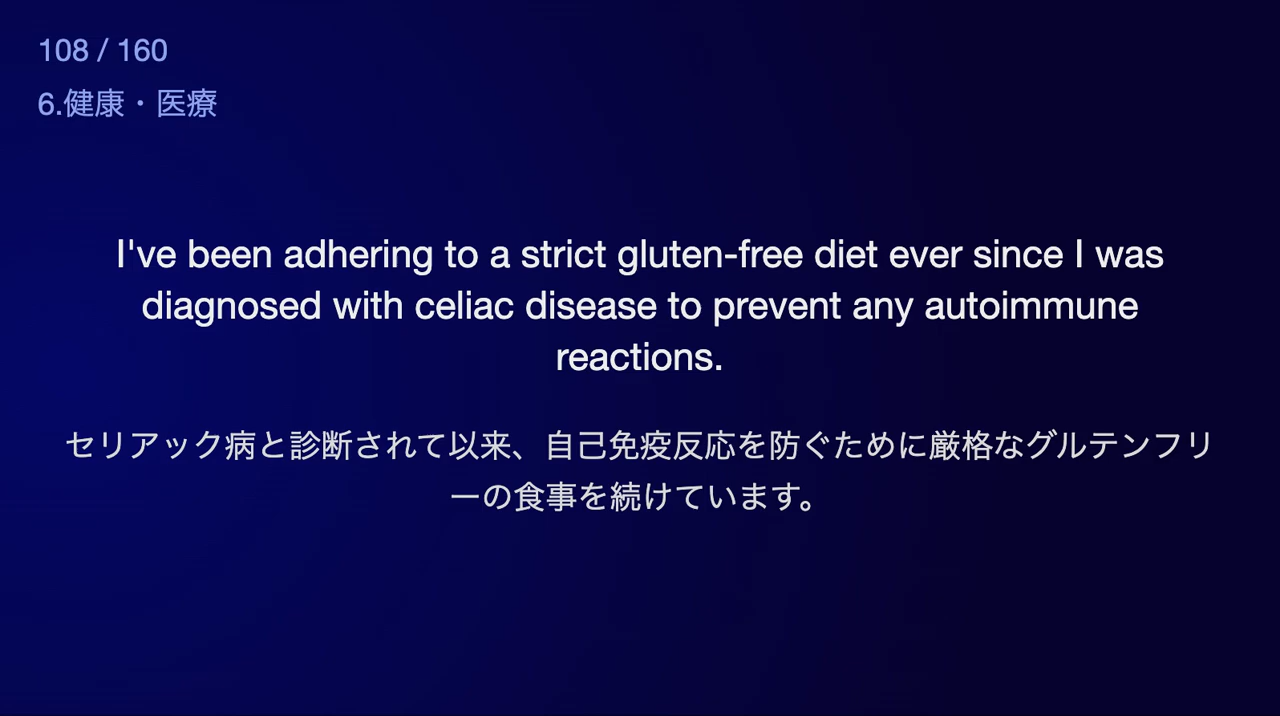 108 / 160
6.健康・医療
I've been adhering to a strict gluten-free diet ever since I was
diagnosed with celiac disease to prevent any autoimmune
reactions.
セリアック病と診断されて以来、自己免疫反応を防ぐために厳格なグルテンフリ
ーの食事を続けています。